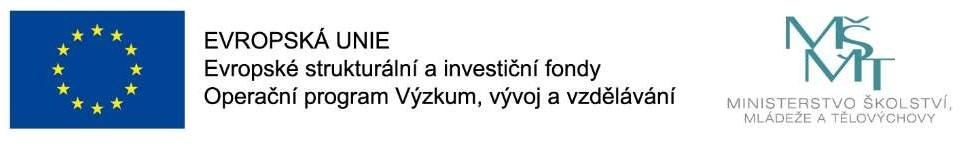 EVROPSKÁ UNIE
Evropské strukturální a investiční fondy
Operační program Výzkum, vývoj a vzdělávání
MŠMT
MINISTERSTVO ŠKOLSTVÍ,
MLÁDEŽE A TĚLOVÝCHOVY